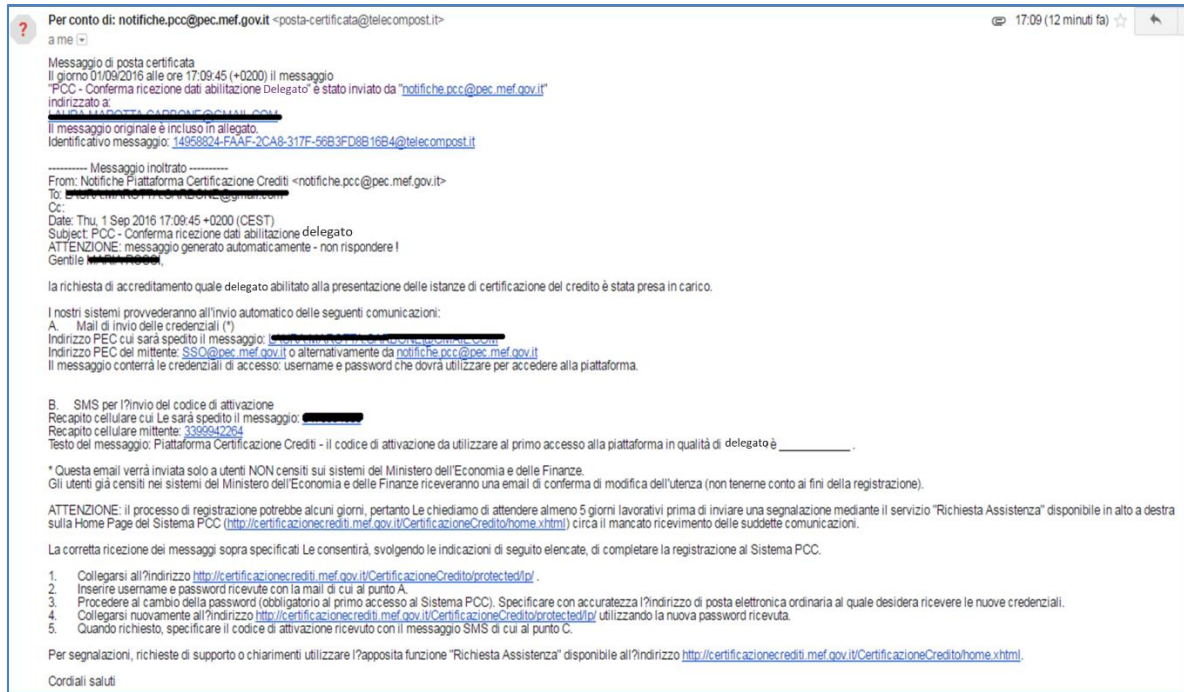 Per conto di: notifiche.pcc@pec.mef.gov.it <posta-certificata@telecompost.it>
17:09 (12 minuti fa)
a me
Messaggio di posta certificata
Il giorno 01/09/2016 alle ore 17:09:45 (+0200) il messaggio
"PCC - Conferma ricezione dati abilitazione Delegato" è stato inviato da "notifiche.pcc@pec.mef.gov.it"
indirizzato a:
Il messaggio originale è incluso in allegato.
Identificativo messaggio: 14958824-FAAF-2CA8-317F-56B3FD8B16B4@telecompost.it
---------- Messaggio inoltrato ----------
From: Notifiche Piattaforma Certificazione Crediti <notifiche.pcc@pec.mef.gov.it>
To:
Cc:
Date: Thu, 1 Sep 2016 17:09:45 +0200 (CEST)
Subject: PCC - Conferma ricezione dati abilitazione delegato
ATTENZIONE: messaggio generato automaticamente - non rispondere !
Gentile
la richiesta di accreditamento quale delegato abilitato alla presentazione delle istanze di certificazione del credito è stata presa in carico.
I nostri sistemi provvederanno all'invio automatico delle seguenti comunicazioni:
A. Mail di invio delle credenziali (*)
Indirizzo PEC cui sarà spedito il messaggio:
Indirizzo PEC del mittente: SSO@pec.mef.gov.it o alternativamente da notifiche.pcc@pec.mef.gov.it
Il messaggio conterrà le credenziali di accesso: username e password che dovrà utilizzare per accedere alla piattaforma.
B. SMS per l?invio del codice di attivazione
Recapito cellulare cui Le sarà spedito il messaggio:
Recapito cellulare mittente: 3399942264
Testo del messaggio: Piattaforma Certificazione Crediti - il codice di attivazione da utilizzare al primo accesso alla piattaforma in qualità di delegato è ____________ .
* Questa email verrà inviata solo a utenti NON censiti sui sistemi del Ministero dell'Economia e delle Finanze.
Gli utenti già censiti nei sistemi del Ministero dell'Economia e delle Finanze riceveranno una email di conferma di modifica dell'utenza (non tenerne conto ai fini della registrazione).
ATTENZIONE: il processo di registrazione potrebbe alcuni giorni, pertanto Le chiediamo di attendere almeno 5 giorni lavorativi prima di inviare una segnalazione mediante il servizio "Richiesta Assistenza" disponibile in alto a destra
sulla Home Page del Sistema PCC (http://certificazionecrediti.mef.gov.it/CertificazioneCredito/home.xhtml) circa il mancato ricevimento delle suddette comunicazioni.
La corretta ricezione dei messaggi sopra specificati Le consentirà, svolgendo le indicazioni di seguito elencate, di completare la registrazione al Sistema PCC.
1. Collegarsi all?indirizzo http://certificazionecrediti.mef.gov.it/CertificazioneCredito/protected/lp/ .
2. Inserire username e password ricevute con la mail di cui al punto A.
3. Procedere al cambio della password (obbligatorio al primo accesso al Sistema PCC). Specificare con accuratezza l?indirizzo di posta elettronica ordinaria al quale desidera ricevere le nuove credenziali.
4. Collegarsi nuovamente all?indirizzo http://certificazionecrediti.mef.gov.it/CertificazioneCredito/protected/lp/ utilizzando la nuova password ricevuta.
5. Quando richiesto, specificare il codice di attivazione ricevuto con il messaggio SMS di cui al punto C.
Per segnalazioni, richieste di supporto o chiarimenti utilizzare l?apposita funzione "Richiesta Assistenza" disponibile all?indirizzo http://certificazionecrediti.mef.gov.it/CertificazioneCredito/home.xhtml.
Cordiali saluti